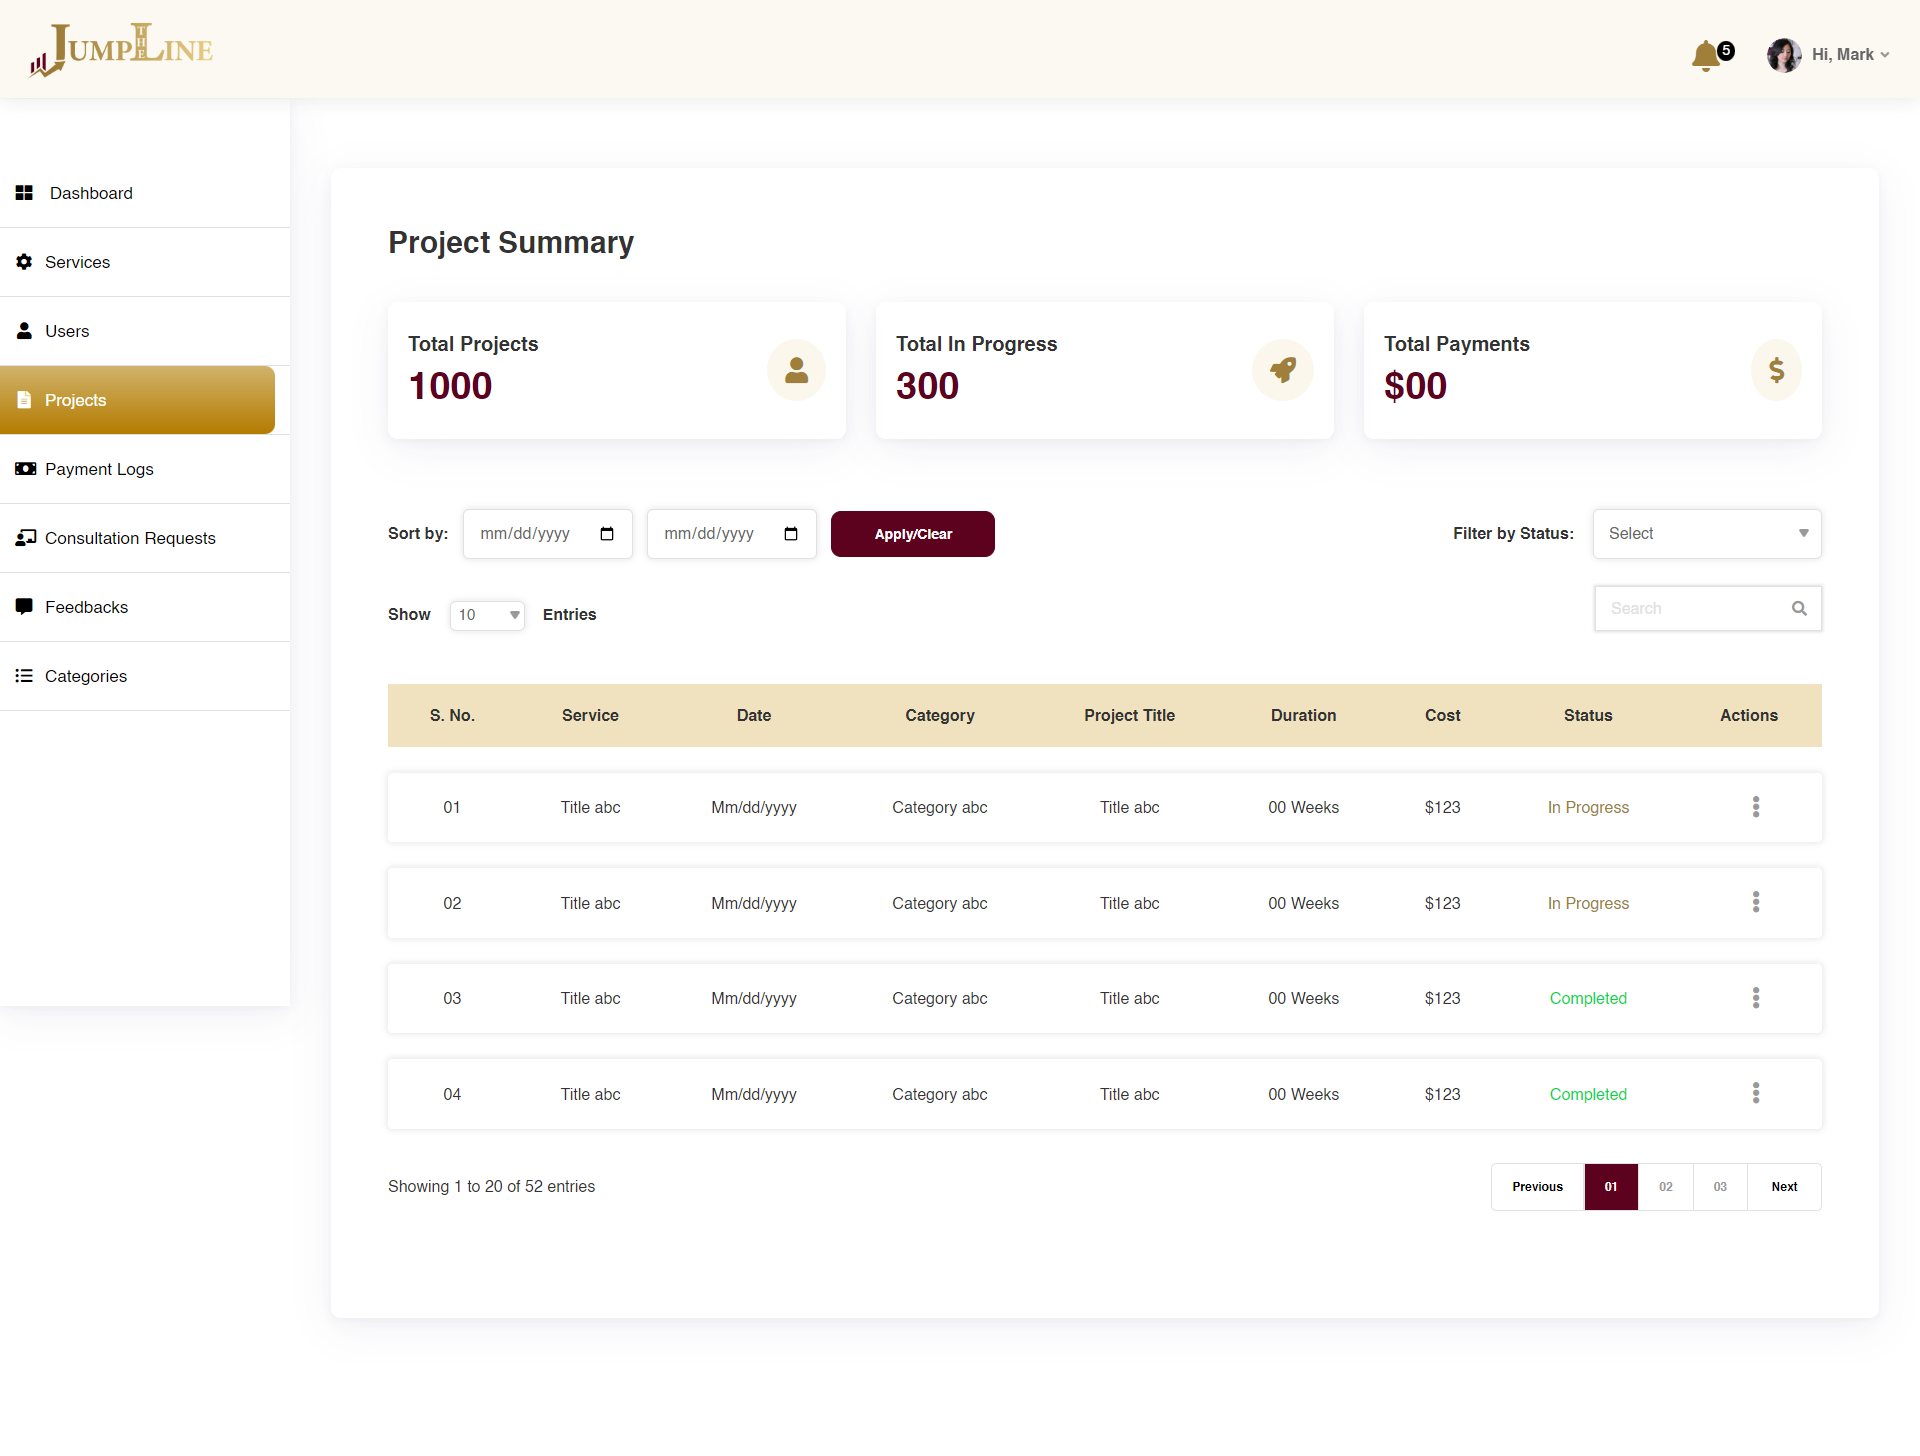 JUMP THE LINE
5
Hi, Mark
Dashboard
Services
Users
Projects
Payment Logs
Consultation Requests
Feedbacks
Categories
Project Summary
Total Projects
1000
Total In Progress
300
Total Payments
$00
Sort by: mm/dd/yyyy mm/dd/yyyy Apply/Clear Filter by Status: Select
Show 10 Entries Search
S. No. Service Date Category Project Title Duration Cost Status Actions
01 Title abc Mm/dd/yyyy Category abc Title abc 00 Weeks $123 In Progress
02 Title abc Mm/dd/yyyy Category abc Title abc 00 Weeks $123 In Progress
03 Title abc Mm/dd/yyyy Category abc Title abc 00 Weeks $123 Completed
04 Title abc Mm/dd/yyyy Category abc Title abc 00 Weeks $123 Completed
Showing 1 to 20 of 52 entries Previous 01 02 03 Next